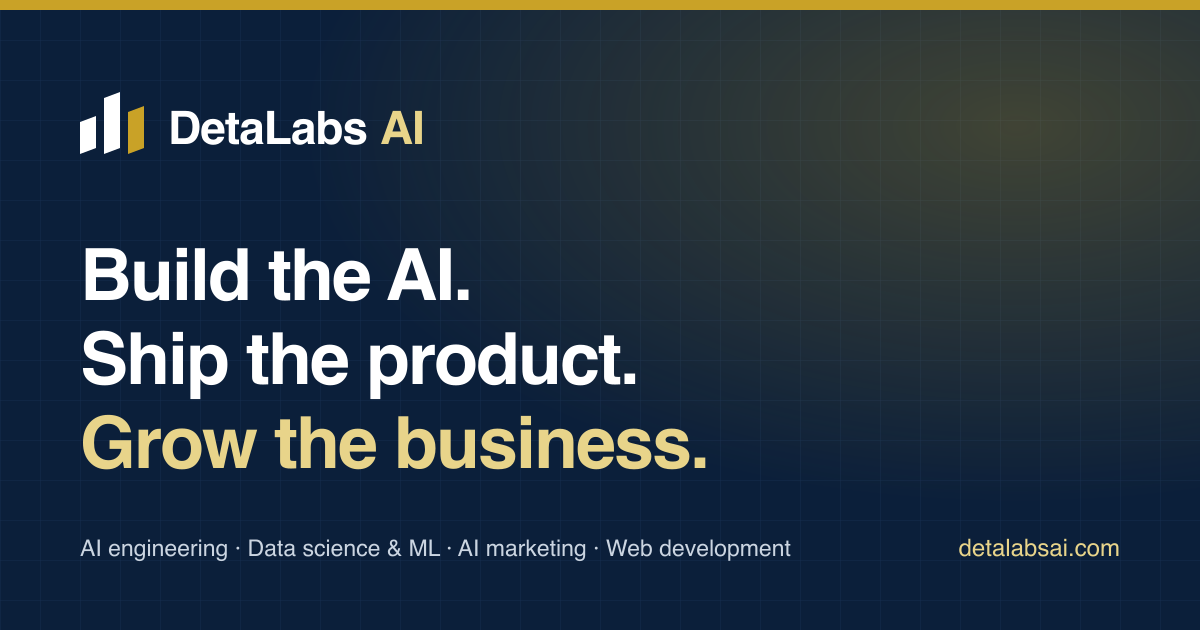 DetaLabs AI
Build the AI.
Ship the product.
Grow the business.
AI engineering · Data science & ML · AI marketing · Web development
detalabsai.com